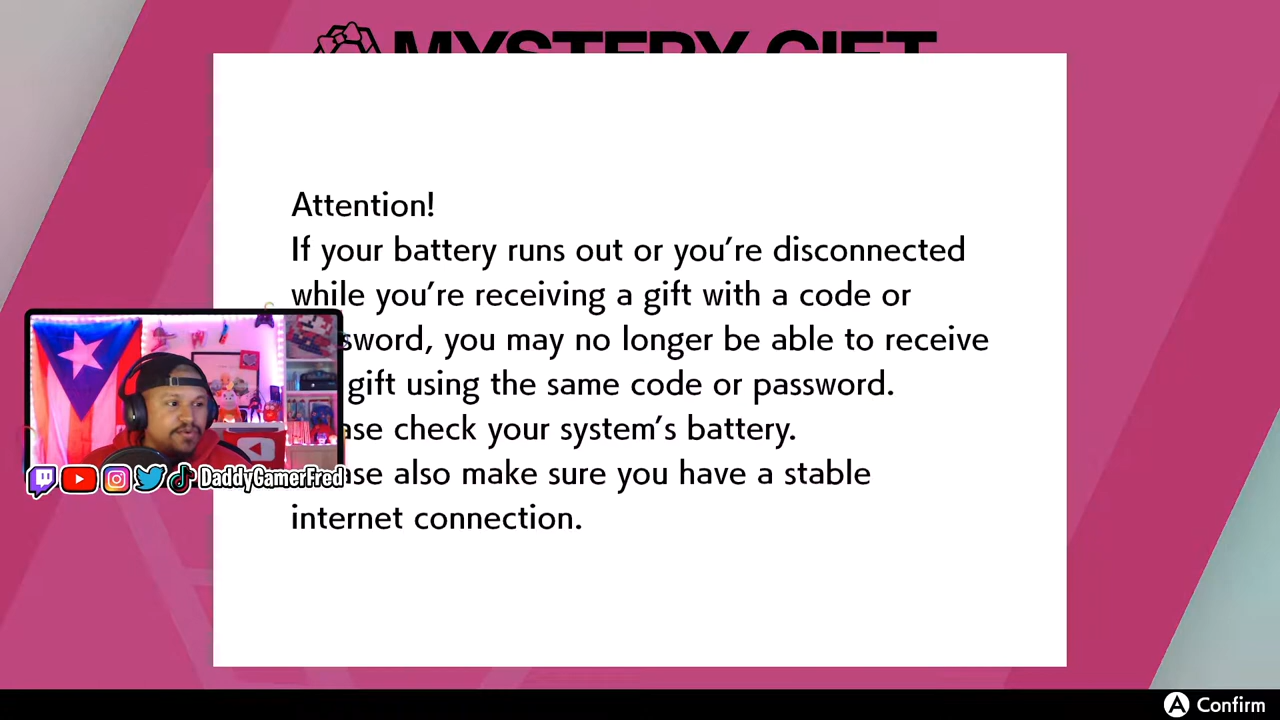 MYSTERY GIFT
Attention!
If your battery runs out or you're disconnected
while you're receiving a gift with a code or
sword, you may no longer be able to receive
gift using the same code or password.
ase check your system's battery.
ase also make sure you have a stable
internet connection.
DaddyGamerFred
A Confirm